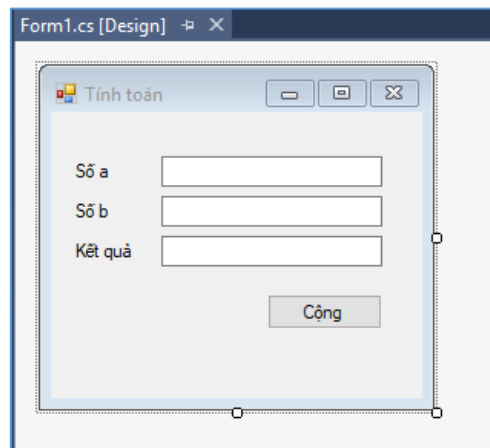 Form1.cs [Design]
Tính toán
Số a
Số b
Kết quả
Cộng